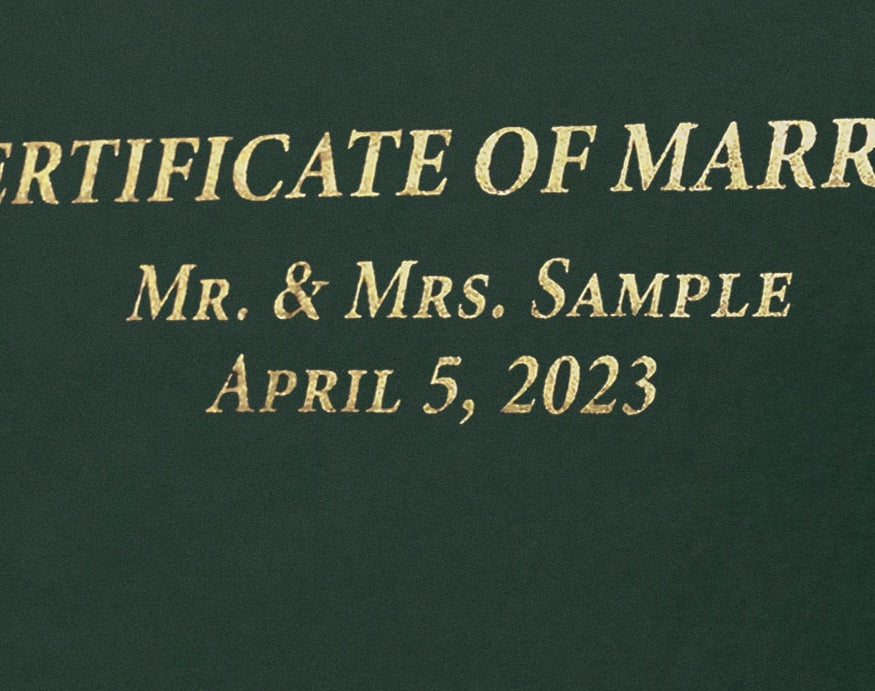 ERTIFICATE OF MARR
MR. & MRS. SAMPLE
APRIL 5, 2023